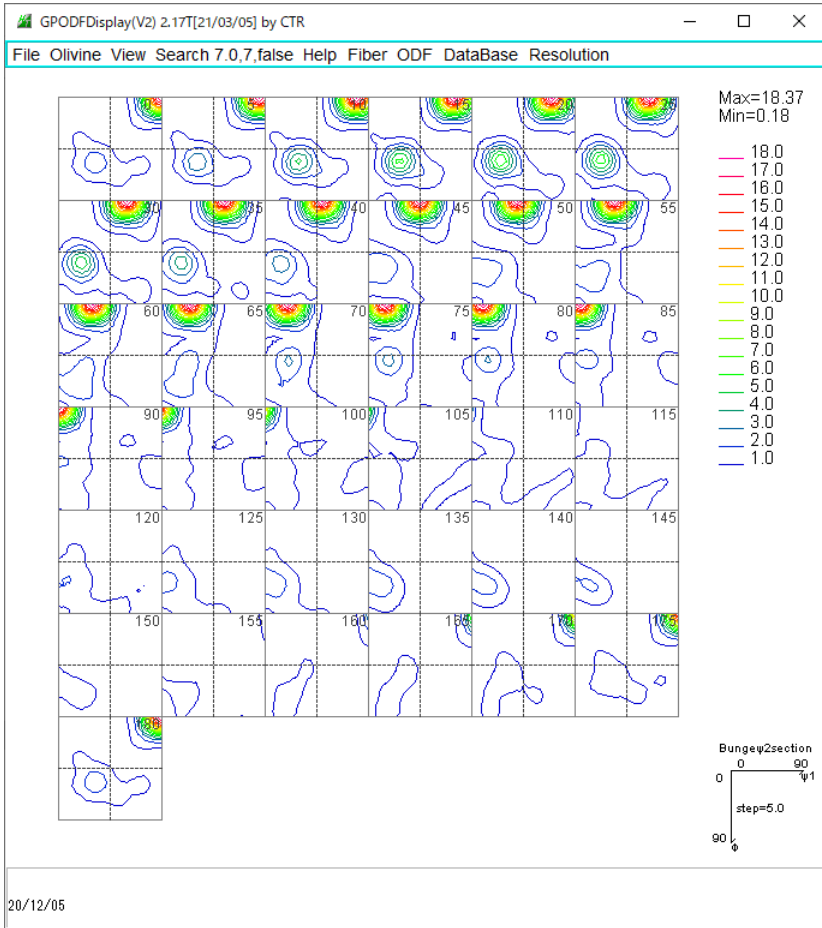 GPODFDisplay(V2) 2.17T[21/03/05] by CTR
File Olivine View Search 7.0,7,false Help Fiber ODF DataBase Resolution
0 5 10 15 20 25
Max=18.37
Min=0.18
18.0
17.0
16.0
15.0
14.0
13.0
12.0
11.0
10.0
9.0
8.0
7.0
6.0
5.0
4.0
3.0
2.0
1.0
30 35 40 45 50 55
60 65 70 75 80 85
90 95 100 105 110 115
120 125 130 135 140 145
150 155 160 165 170 175
180
Bungeψ2section
0 90
0 ψ1
step=5.0
90 Φ
20/12/05